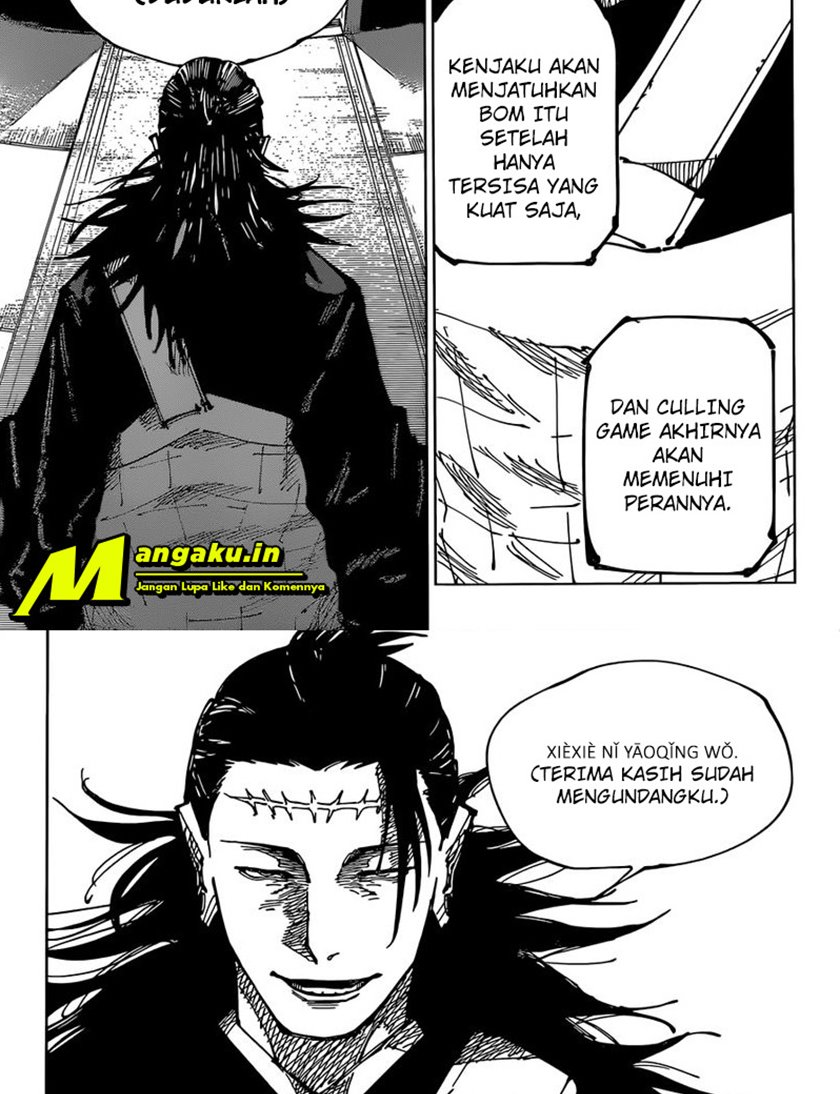 KENJAKU AKAN
MENJATUHKAN
BOM ITU
SETELAH
HANYA
TERSISA YANG
KUAT SAJA,
DAN CULLING
GAME AKHIRNYA
AKAN
MEMENUHI
PERANNYA.
Mangaku.in
Jangan Lupa Like dan Komennya
XIÈXIÈ NǏ YĀOQǏNG WǑ.
(TERIMA KASIH SUDAH
MENGUNDANGKU.)